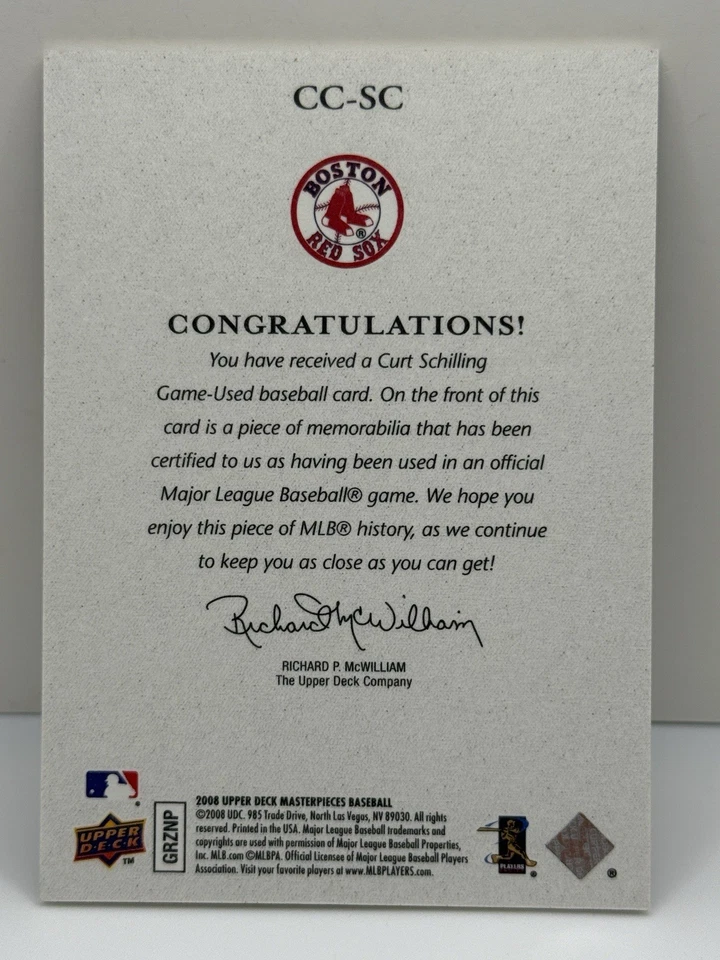 CC-SC
BOSTON
RED SOX
®
CONGRATULATIONS!
You have received a Curt Schilling
Game-Used baseball card. On the front of this
card is a piece of memorabilia that has been
certified to us as having been used in an official
Major League Baseball® game. We hope you
enjoy this piece of MLB® history, as we continue
to keep you as close as you can get!
Richard McWilliam
RICHARD P. McWILLIAM
The Upper Deck Company
®
UPPER
D·E·C·K
TM
GRZNP
2008 UPPER DECK MASTERPIECES BASEBALL
©2008 UDC. 985 Trade Drive, North Las Vegas, NV 89030. All rights
reserved. Printed in the USA. Major League Baseball trademarks and
copyrights are used with permission of Major League Baseball Properties,
Inc. MLB.com ©MLBPA. Official Licensee of Major League Baseball Players
Association. Visit your favorite players at www.MLBPLAYERS.com.
PLAYERS
®
®